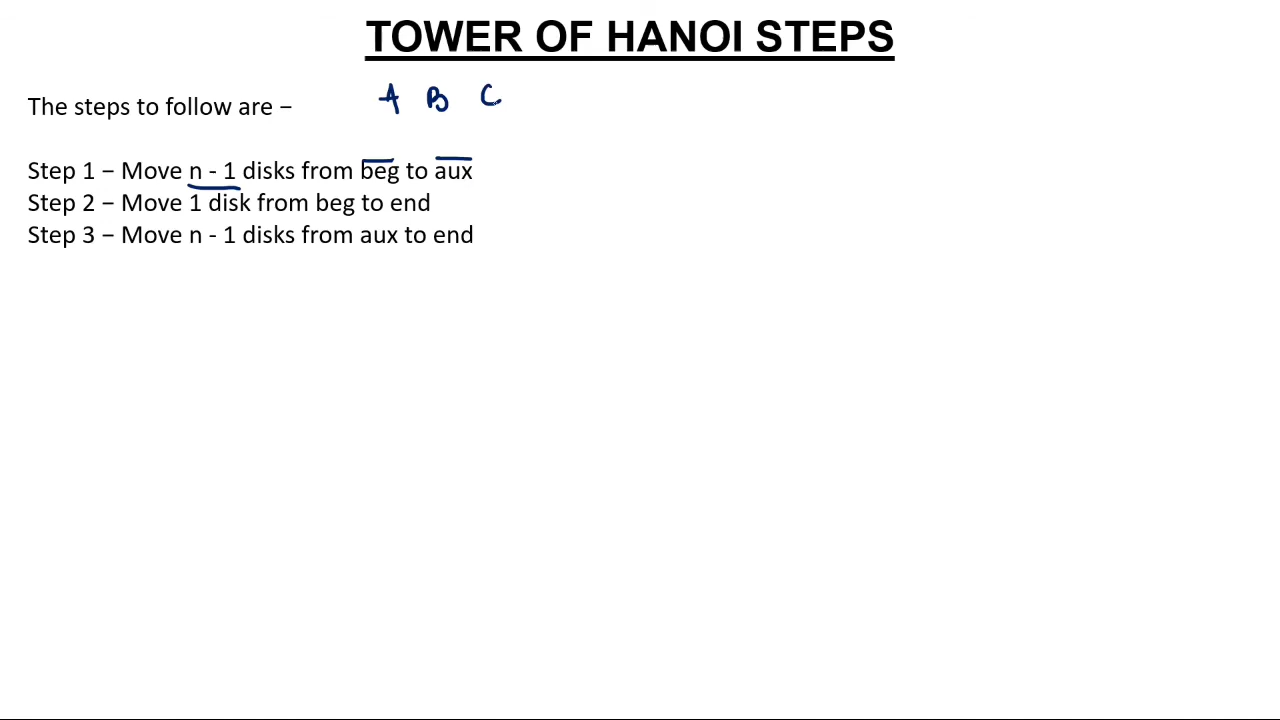 TOWER OF HANOI STEPS
A B C
The steps to follow are −
Step 1 − Move n - 1 disks from beg to aux
Step 2 − Move 1 disk from beg to end
Step 3 − Move n - 1 disks from aux to end